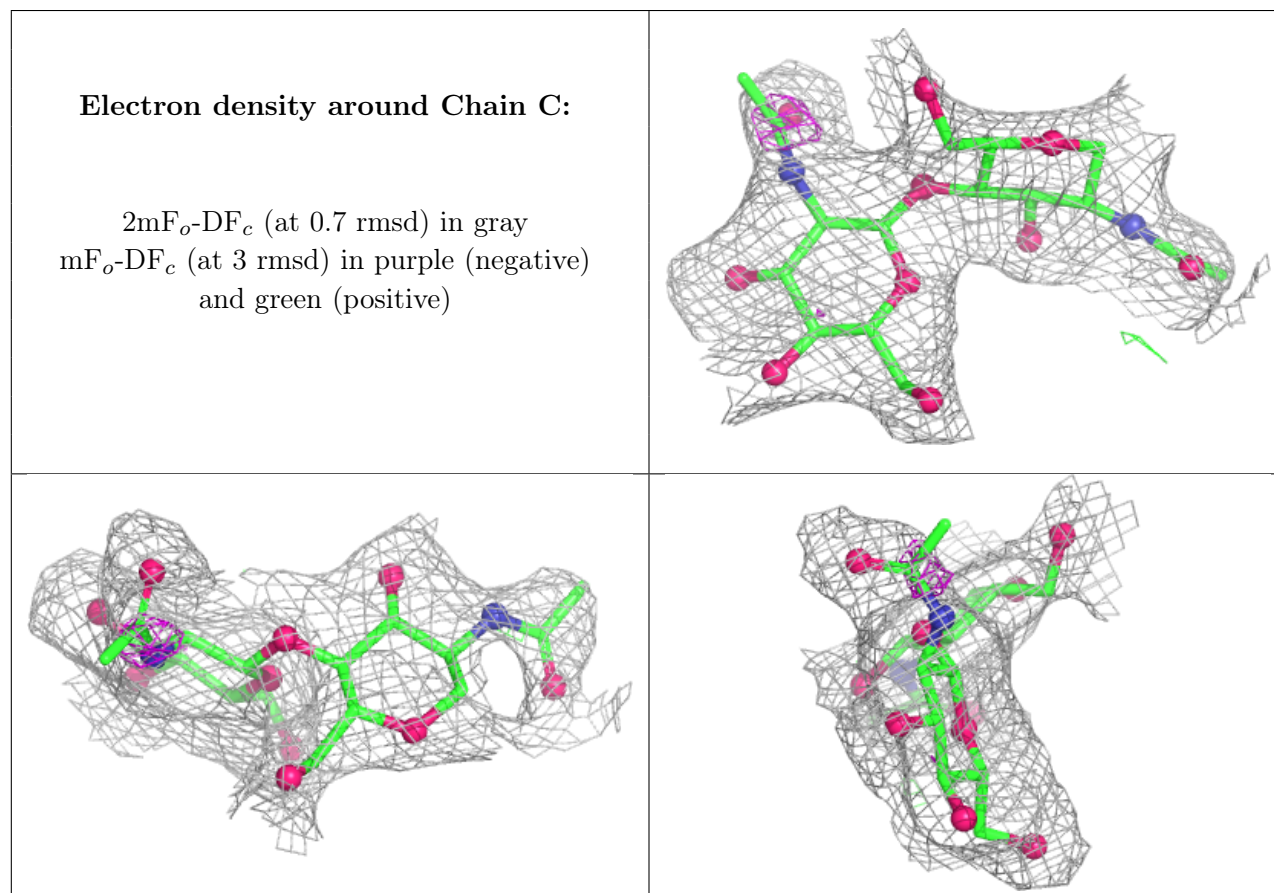 Electron density around Chain C:
2mFo-DFc (at 0.7 rmsd) in gray
mFo-DFc (at 3 rmsd) in purple (negative)
and green (positive)